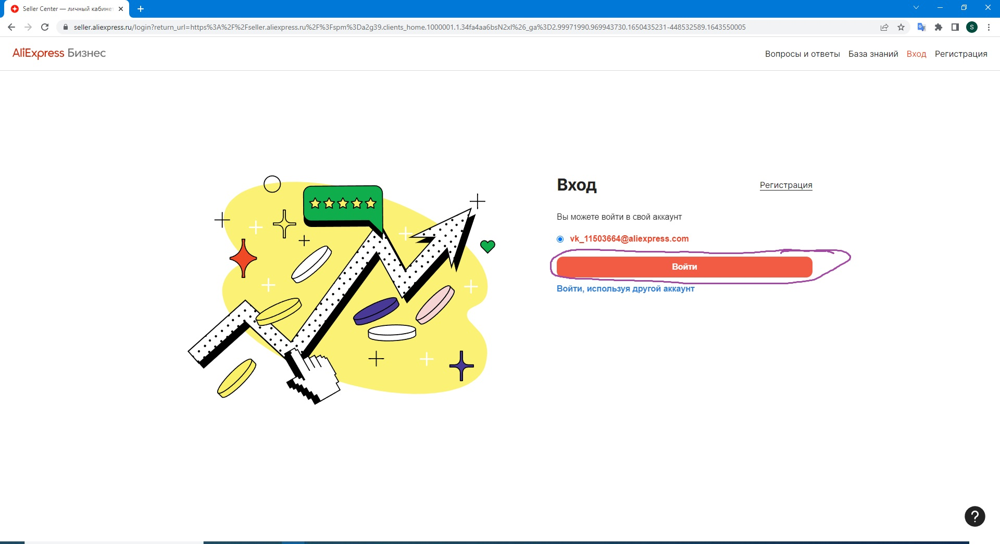 Seller Center — личный кабинет
seller.aliexpress.ru/login?return_url=https%3A%2F%2Fseller.aliexpress.ru%2F%3Fspm%3Da2g39.clients_home.1000001.1.34fa4aa6bsN2xl%26_ga%3D2.99971990.969943730.1650435231-448532589.1643550005
S
AliExpress Бизнес
Вопросы и ответы База знаний Вход Регистрация
Вход
Регистрация
Вы можете войти в свой аккаунт
vk_11503664@aliexpress.com
Войти
Войти, используя другой аккаунт
?